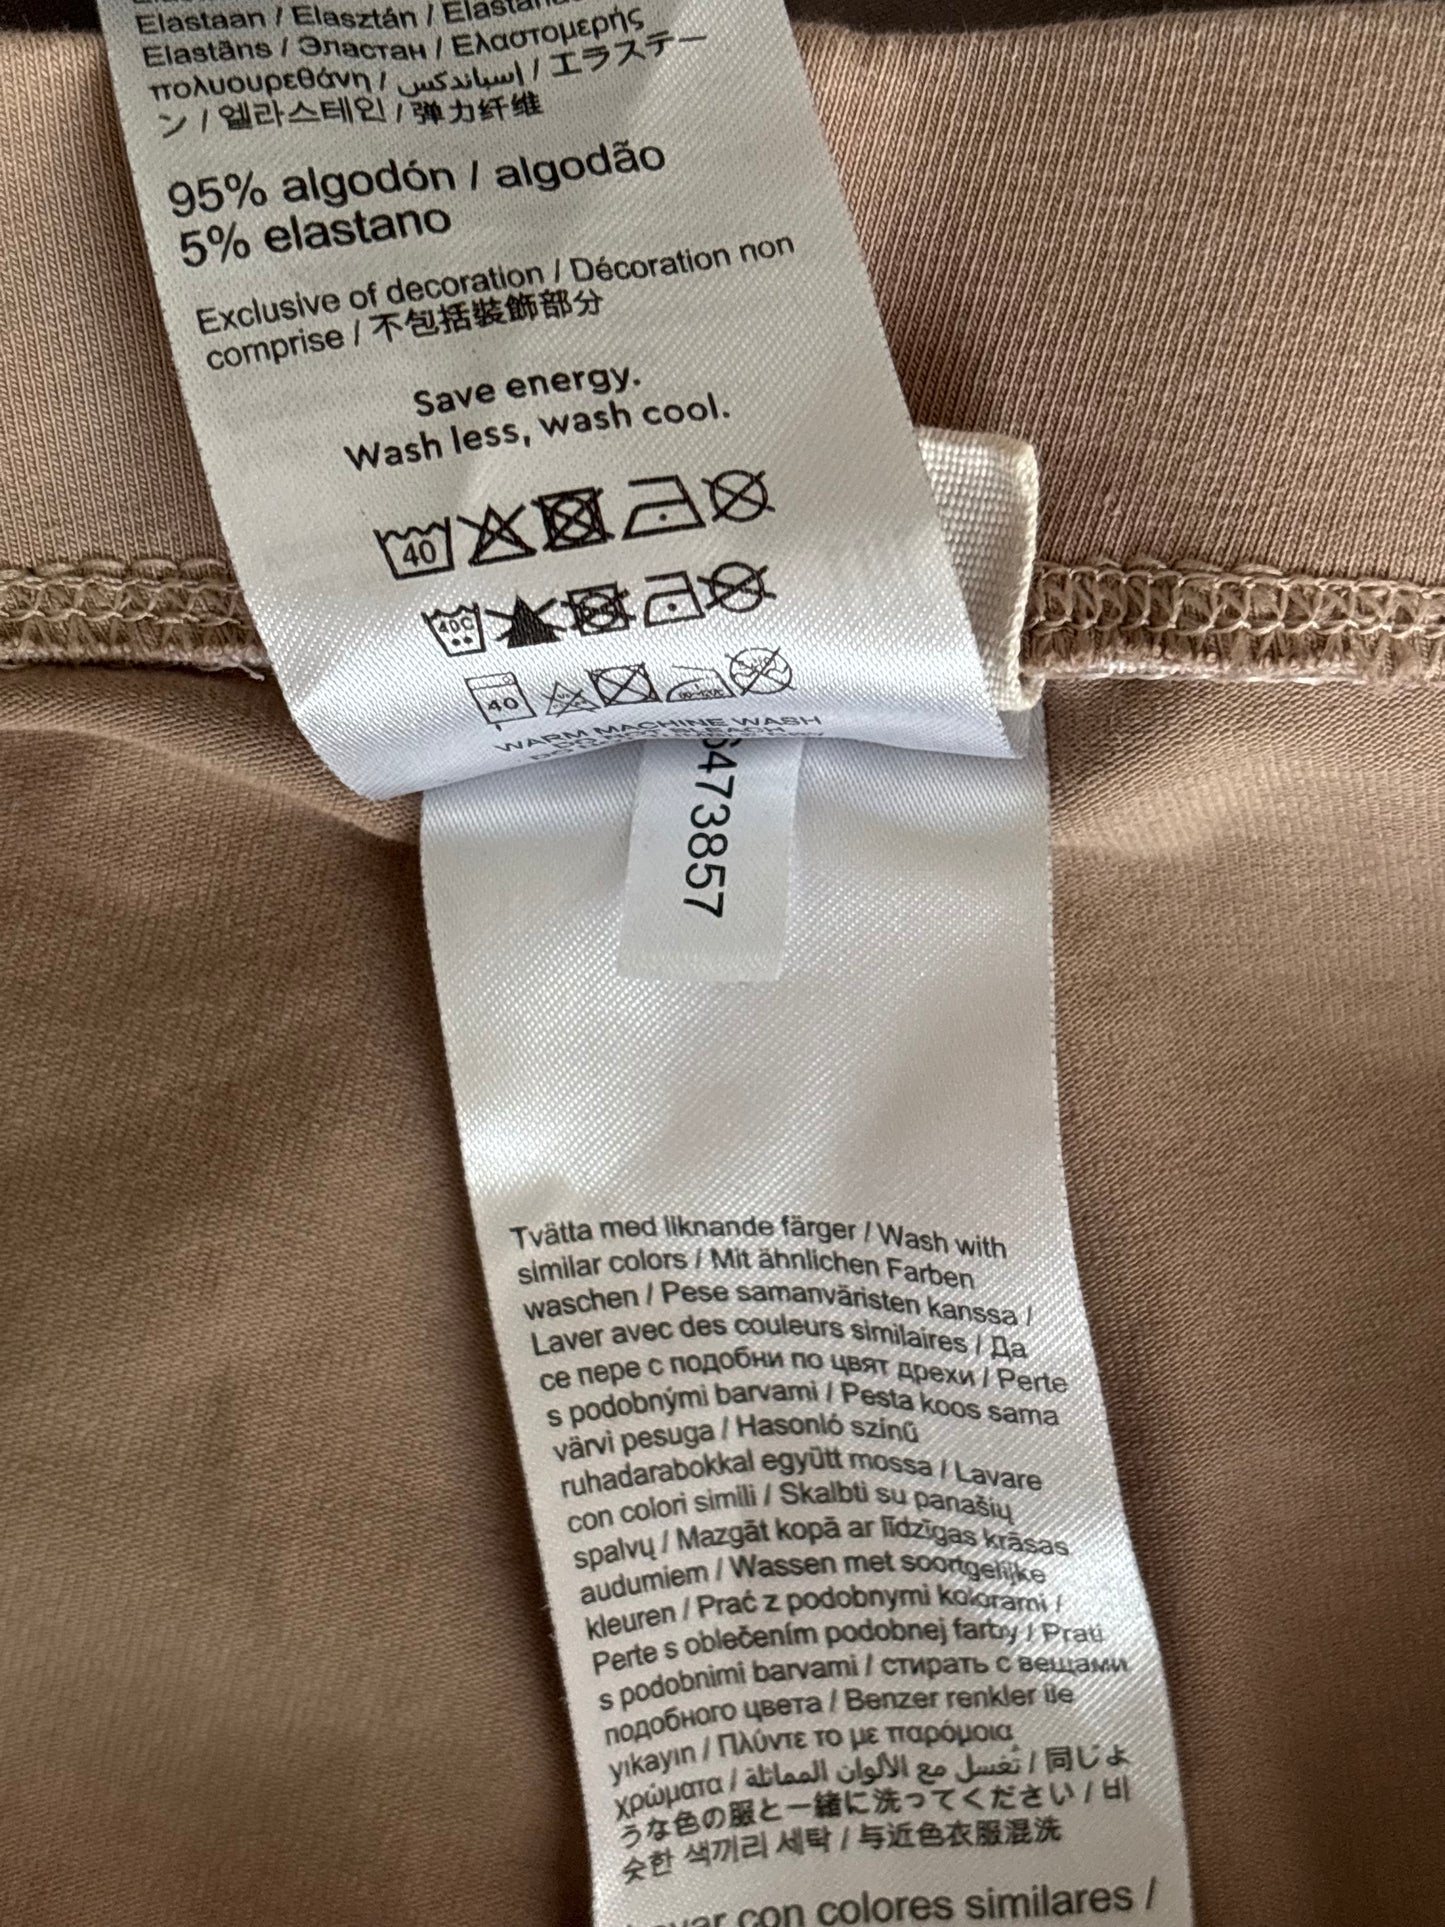 Elastaan / Elasztán /
Elastāns / Эластан / Ελαστομερής
πολυουρεθάνη / إسباندكس / エラステー
ン / 엘라스테인 / 弹力纤维
95% algodón / algodão
5% elastano
Exclusive of decoration / Décoration non
comprise / 不包括裝飾部分
Save energy.
Wash less, wash cool.
40
40C
40
WARM MACHINE WASH
DO NOT BLEACH
6473857
Tvätta med liknande färger / Wash with
similar colors / Mit ähnlichen Farben
waschen / Pese samanväristen kanssa /
Laver avec des couleurs similaires / Да
се пере с подобни по цвят дрехи / Perte
s podobnými barvami / Pesta koos sama
värvi pesuga / Hasonló színű
ruhadarabokkal együtt mossa / Lavare
con colori simili / Skalbti su panašių
spalvų / Mazgāt kopā ar līdzīgas krāsas
audumiem / Wassen met soortgelijke
kleuren / Prać z podobnymi kolorami /
Perte s oblečením podobnej farby / Prati
s podobnimi barvami / стирать с вещами
подобного цвета / Benzer renkler ile
yıkayın / Πλύντε το με παρόμοια
χρώματα / تُغسل مع الألوان المماثلة / 同じよ
うな色の服と一緒に洗ってください / 비
슷한 색끼리 세탁 / 与近色衣服混洗
con colores similares /